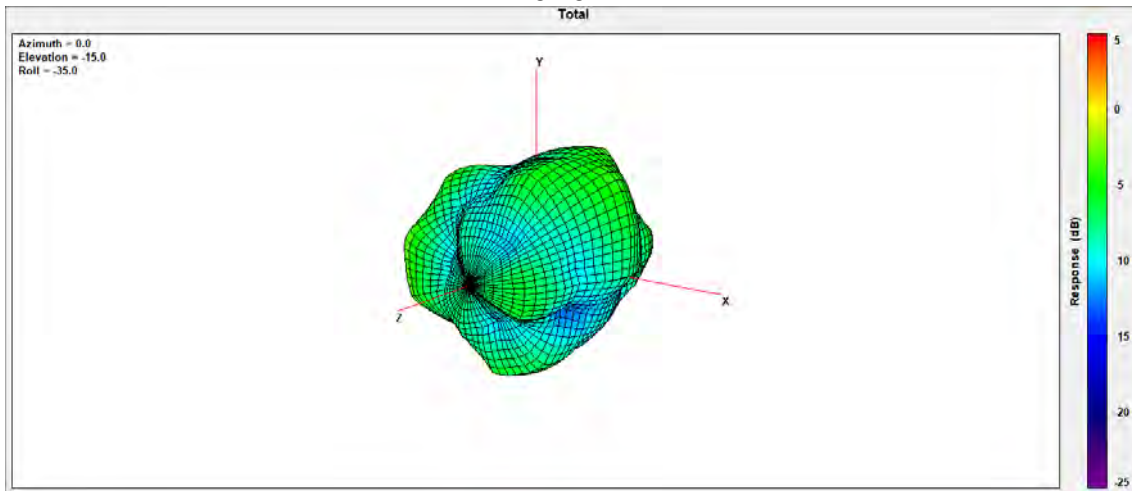 Total
Azimuth = 0.0
Elevation = -15.0
Roll = -35.0
Y
X
Z
5
0
-5
10
15
-20
-25
Response (dB)